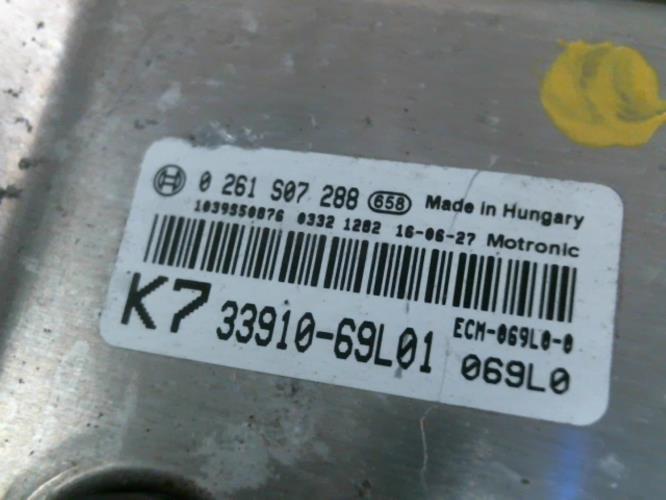 0 261 S07 288 658 Made in Hungary
1039S50876 0332 1282 16-06-27 Motronic
K7 33910-69L01 ECM-069L0-0
069L0